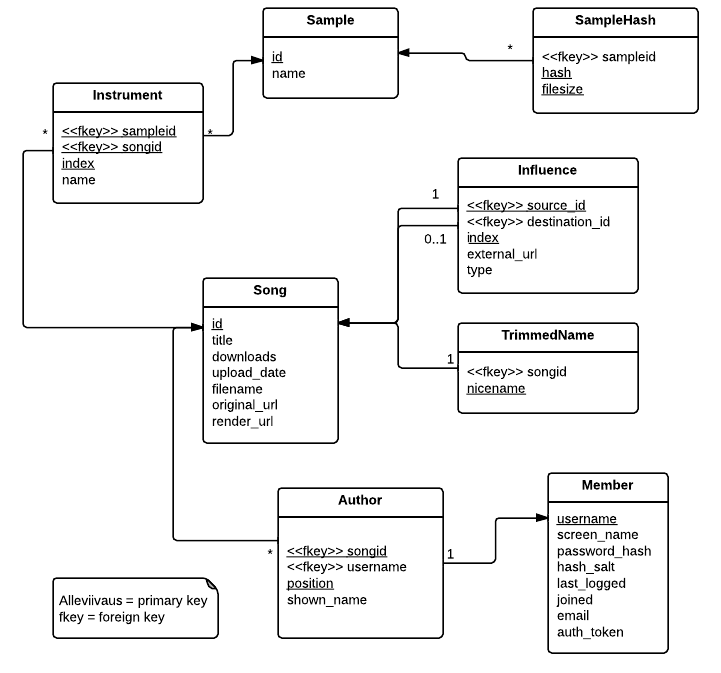 Sample
id
name
SampleHash
<<fkey>> sampleid
hash
filesize
*
Instrument
<<fkey>> sampleid
<<fkey>> songid
index
name
*
*
Influence
<<fkey>> source_id
<<fkey>> destination_id
index
external_url
type
1
0..1
Song
id
title
downloads
upload_date
filename
original_url
render_url
TrimmedName
<<fkey>> songid
nicename
1
Author
<<fkey>> songid
<<fkey>> username
position
shown_name
*
1
Member
username
screen_name
password_hash
hash_salt
last_logged
joined
email
auth_token
Alleviivaus = primary key
fkey = foreign key